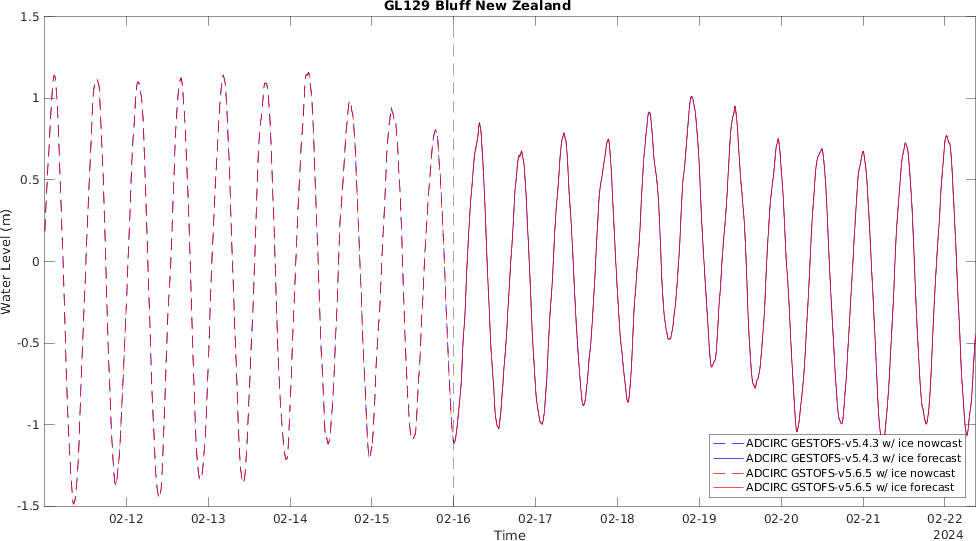 GL129 Bluff New Zealand
1.5
1
0.5
0
-0.5
-1
-1.5
Water Level (m)
02-12 02-13 02-14 02-15 02-16 02-17 02-18 02-19 02-20 02-21 02-22
Time
2024
ADCIRC GESTOFS-v5.4.3 w/ ice nowcast
ADCIRC GESTOFS-v5.4.3 w/ ice forecast
ADCIRC GSTOFS-v5.6.5 w/ ice nowcast
ADCIRC GSTOFS-v5.6.5 w/ ice forecast